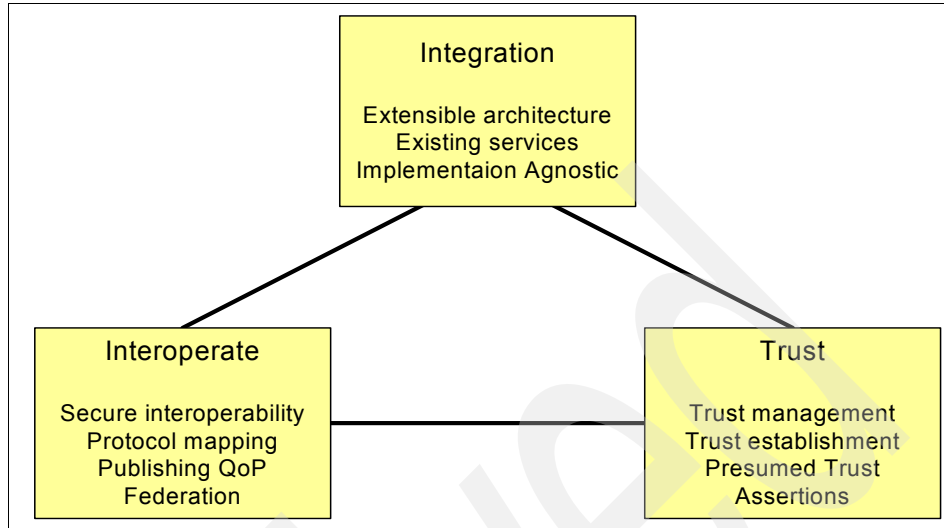 Integration
Extensible architecture
Existing services
Implementaion Agnostic
Interoperate
Secure interoperability
Protocol mapping
Publishing QoP
Federation
Trust
Trust management
Trust establishment
Presumed Trust
Assertions